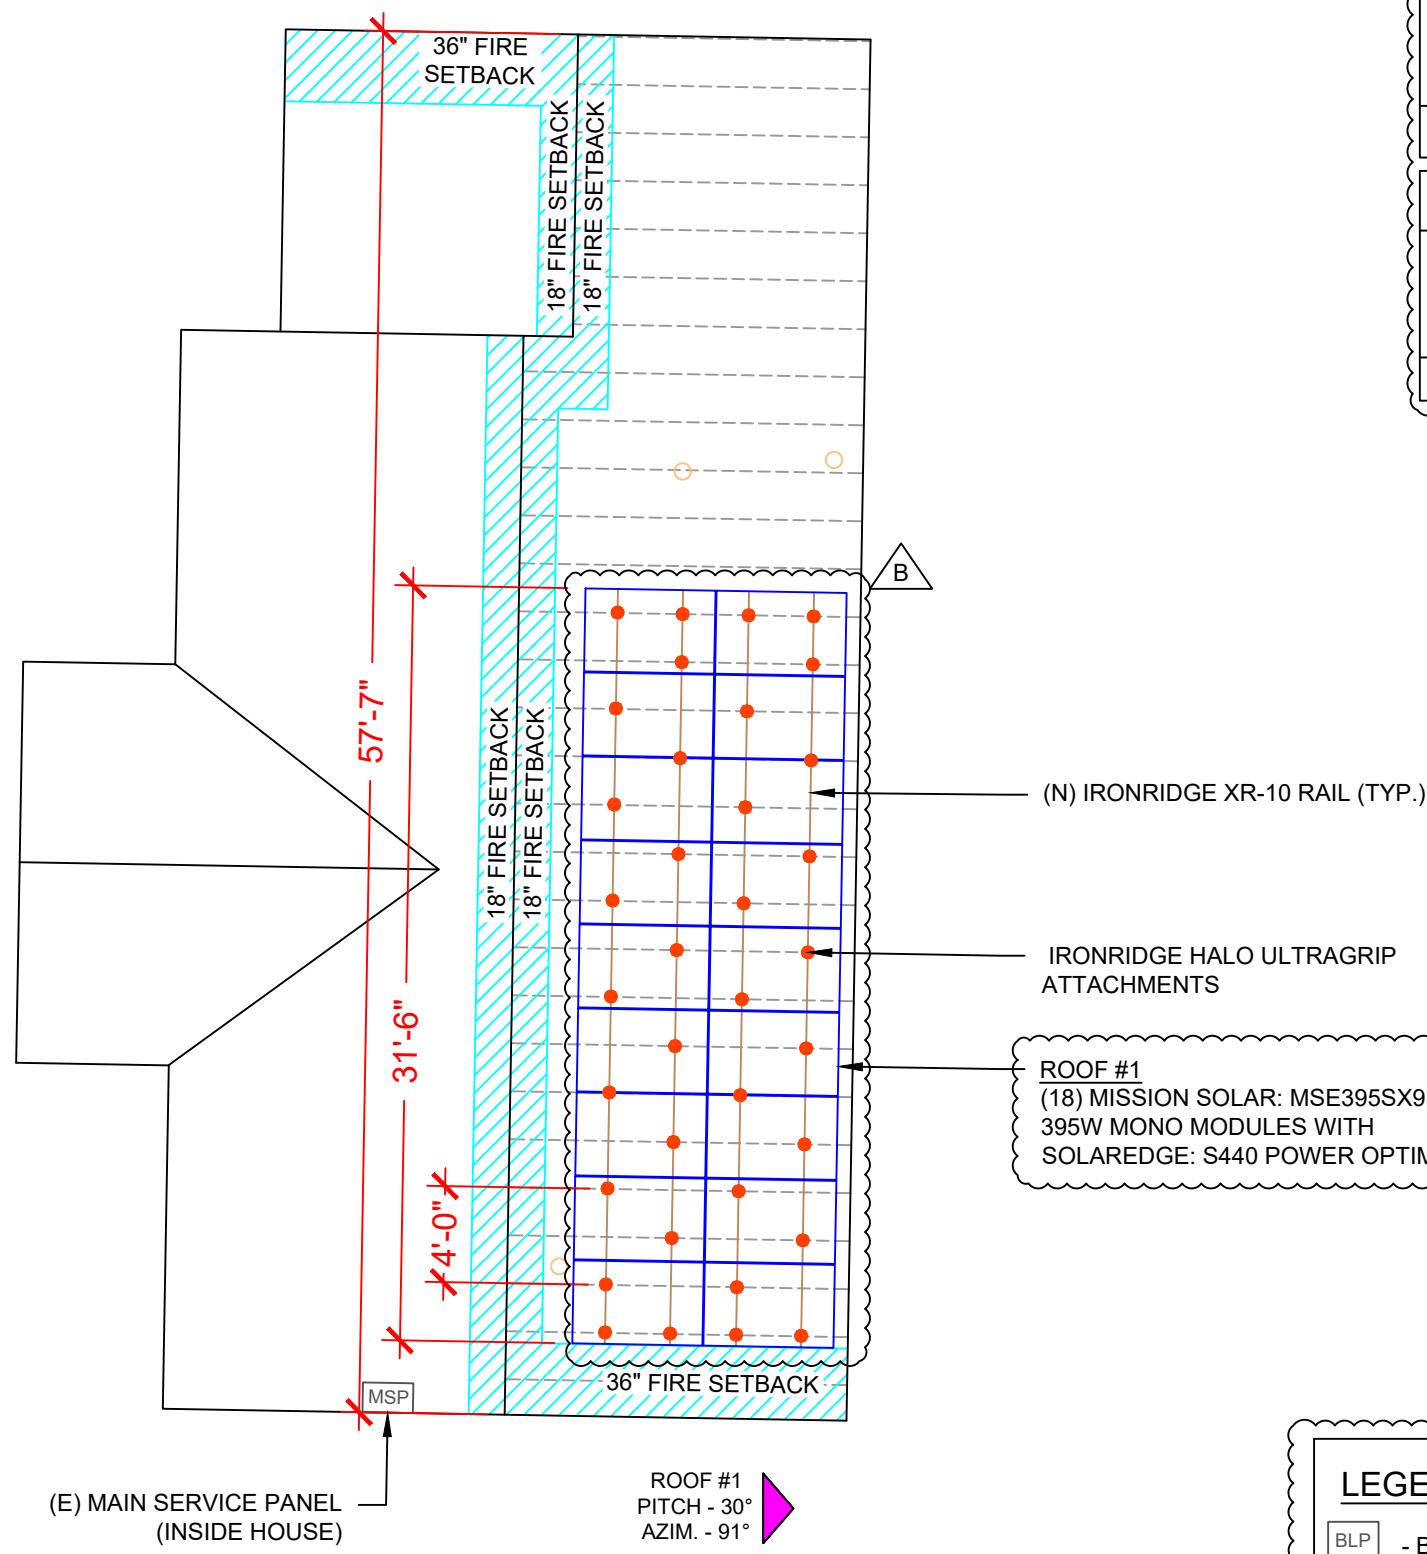 36" FIRE
SETBACK
18" FIRE SETBACK
18" FIRE SETBACK
B
57'-7"
18" FIRE SETBACK
18" FIRE SETBACK
(N) IRONRIDGE XR-10 RAIL (TYP.)
IRONRIDGE HALO ULTRAGRIP
ATTACHMENTS
31'-6"
ROOF #1
(18) MISSION SOLAR: MSE395SX9
395W MONO MODULES WITH
SOLAREDGE: S440 POWER OPTIM
4'-0"
36" FIRE SETBACK
MSP
(E) MAIN SERVICE PANEL
(INSIDE HOUSE)
ROOF #1
PITCH - 30°
AZIM. - 91°
LEGE
BLP - B